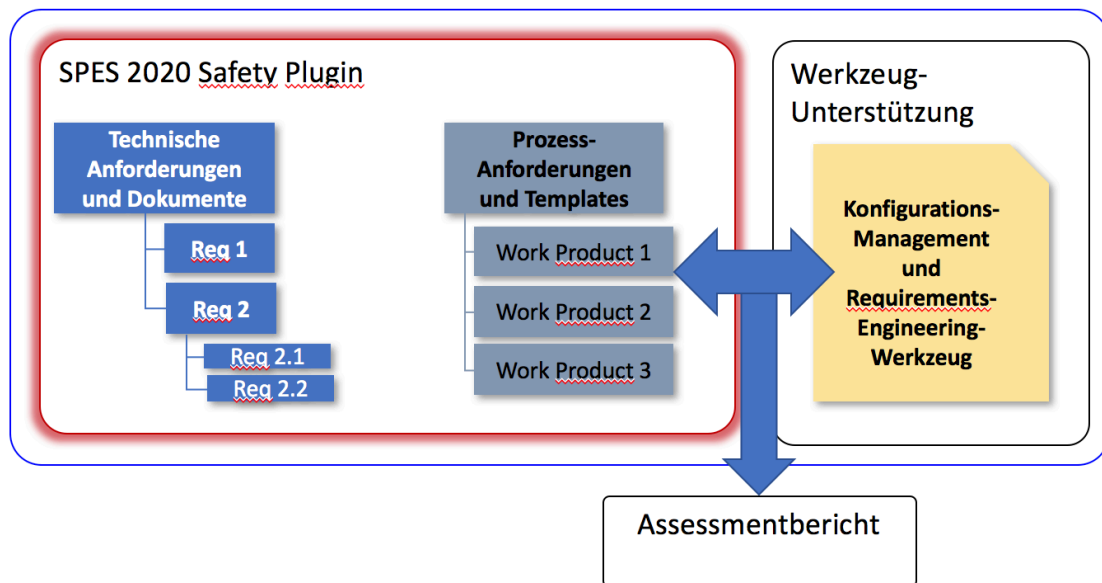 SPES 2020 Safety Plugin
Technische
Anforderungen
und Dokumente
Req 1
Req 2
Req 2.1
Req 2.2
Prozess-
Anforderungen
und Templates
Work Product 1
Work Product 2
Work Product 3
Werkzeug-
Unterstützung
Konfigurations-
Management
und
Requirements-
Engineering-
Werkzeug
Assessmentbericht